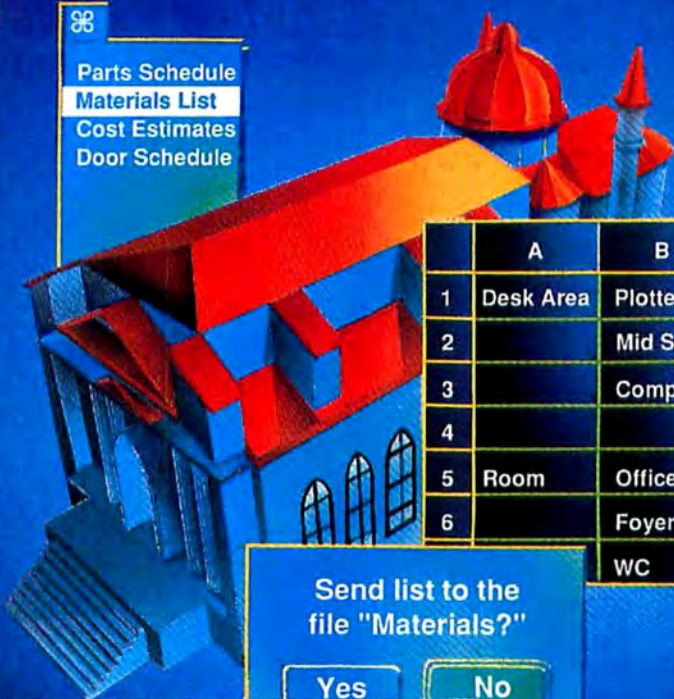 ⌘
Parts Schedule
Materials List
Cost Estimates
Door Schedule
A B
1 Desk Area
2 Mid
3
4
5 Room Office
6 Foyer
WC
Send list to the
file "Materials?"
Yes No